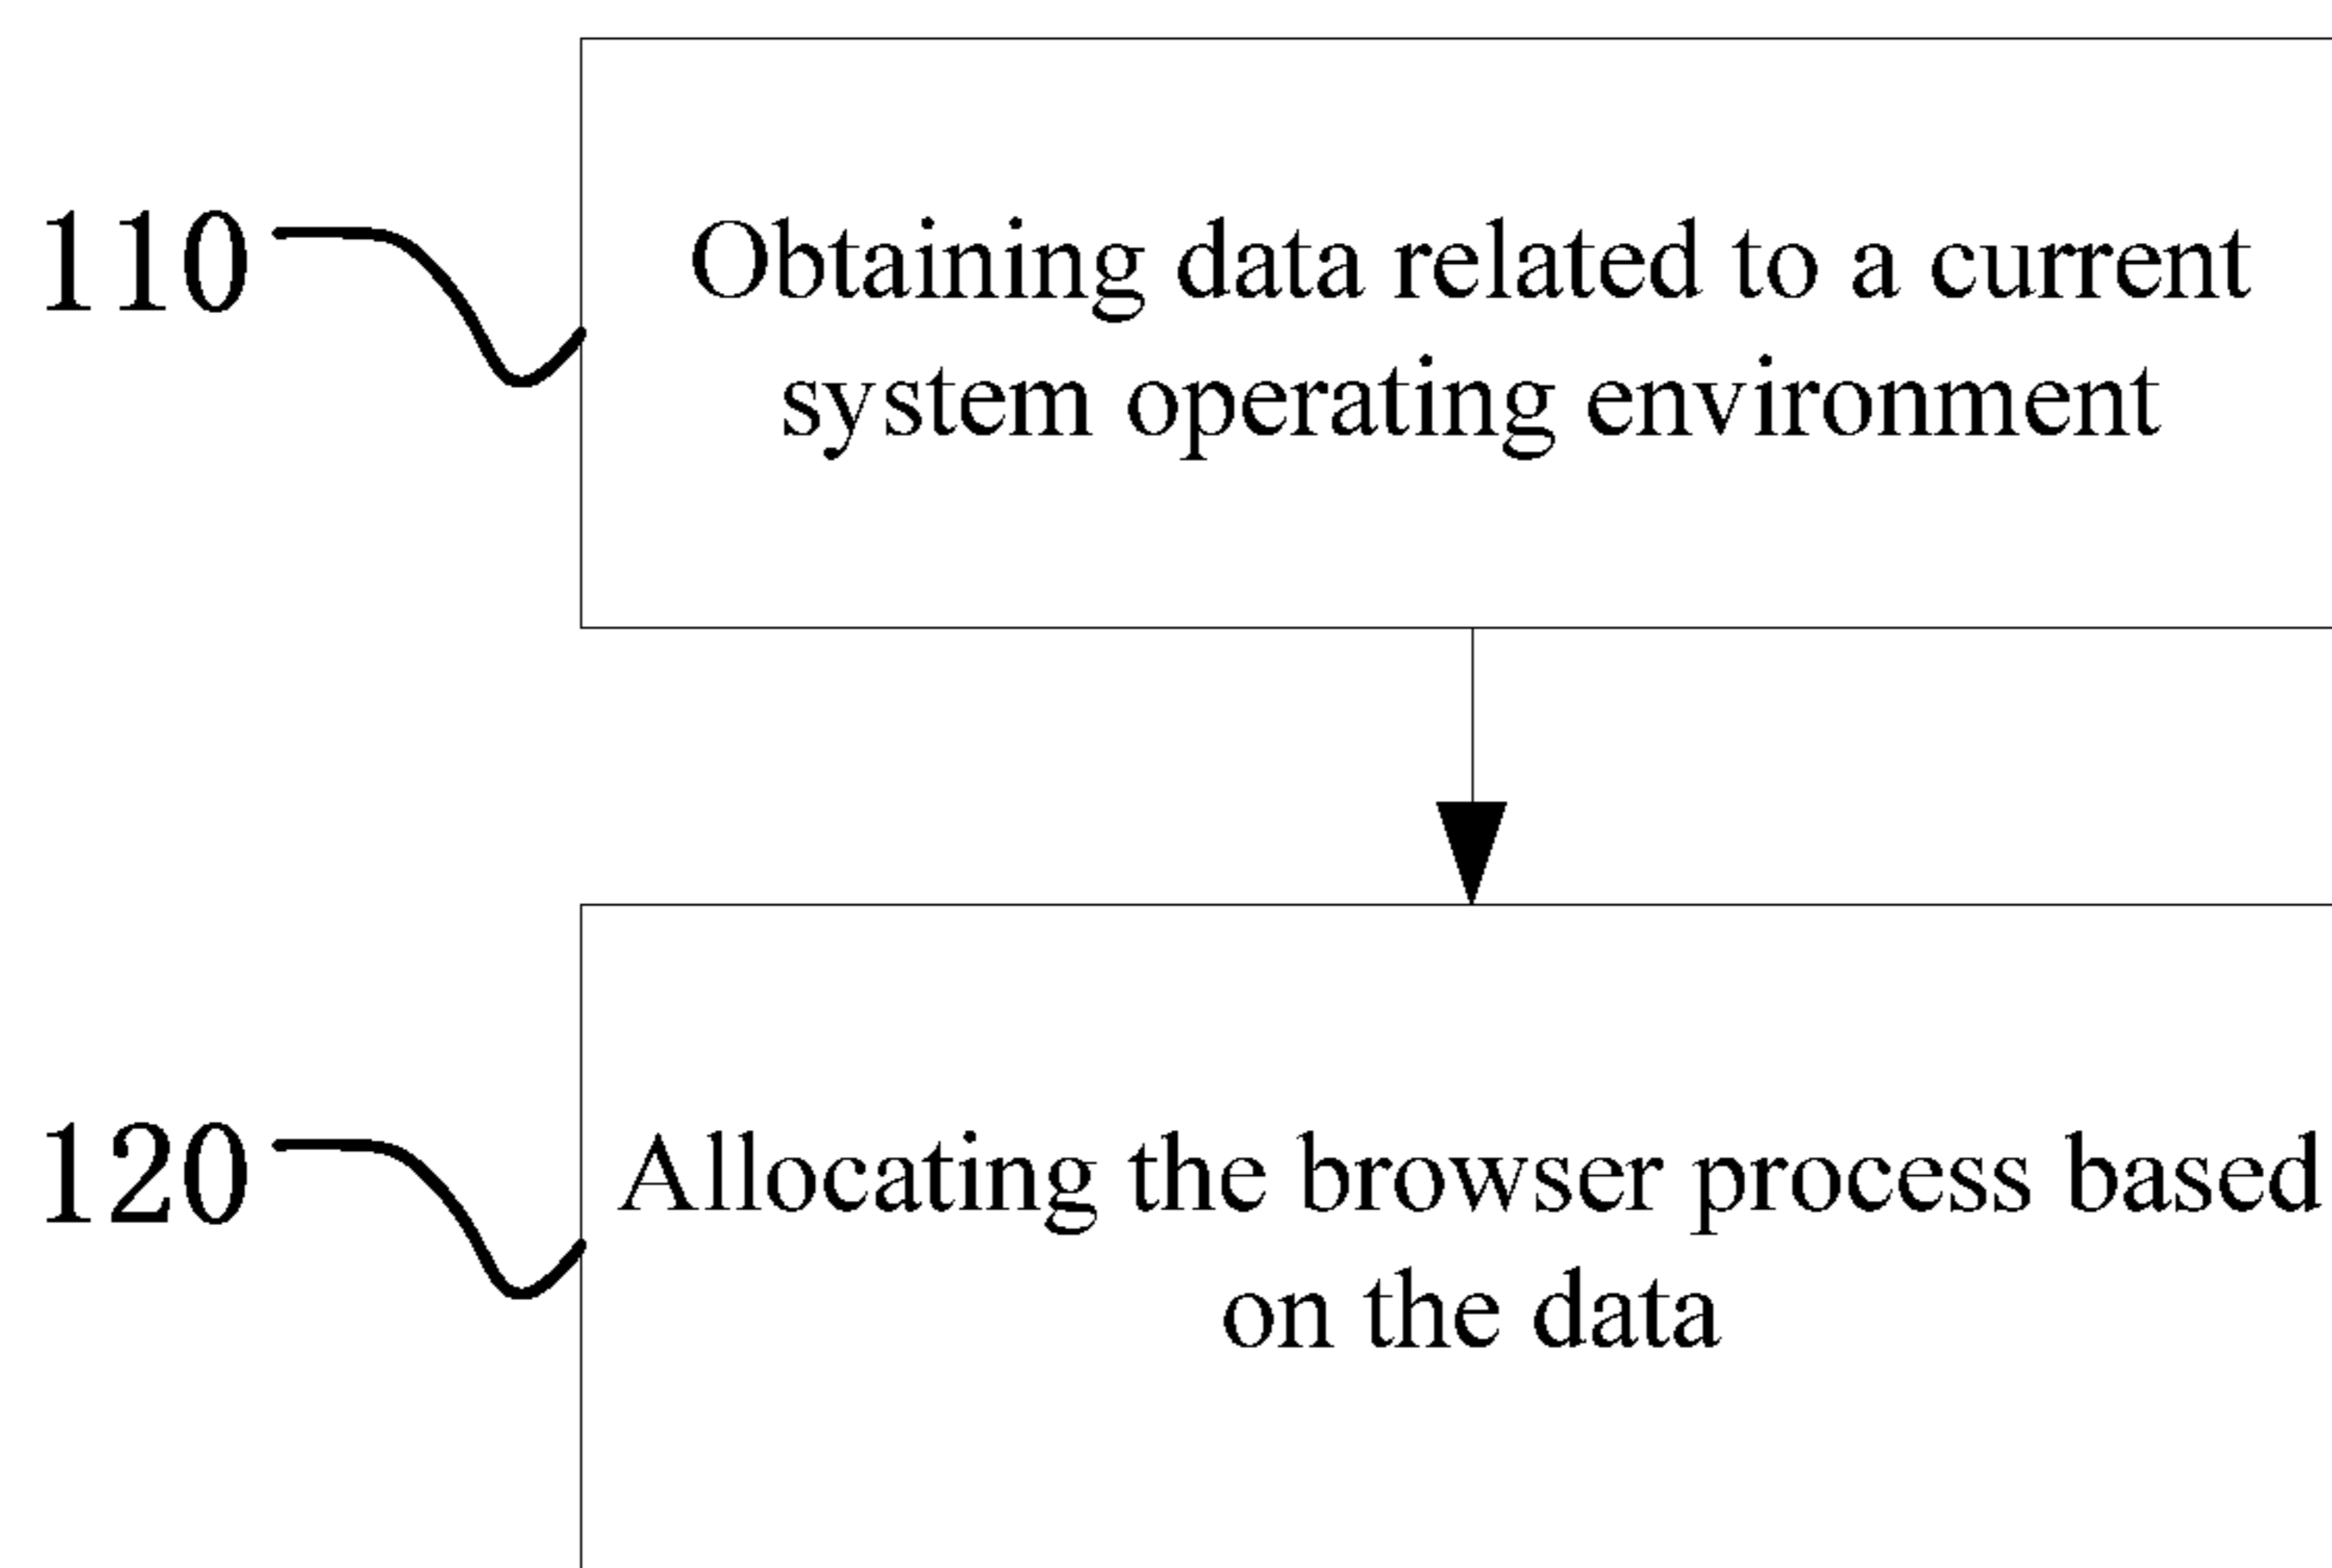 110
Obtaining data related to a current
system operating environment
120
Allocating the browser process based
on the data